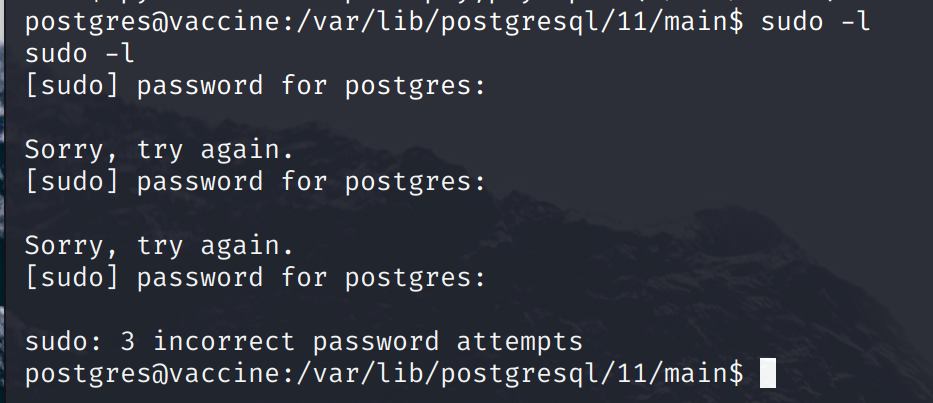 postgres@vaccine:/var/lib/postgresql/11/main$ sudo -l
sudo -l
[sudo] password for postgres:
Sorry, try again.
[sudo] password for postgres:
Sorry, try again.
[sudo] password for postgres:
sudo: 3 incorrect password attempts
postgres@vaccine:/var/lib/postgresql/11/main$